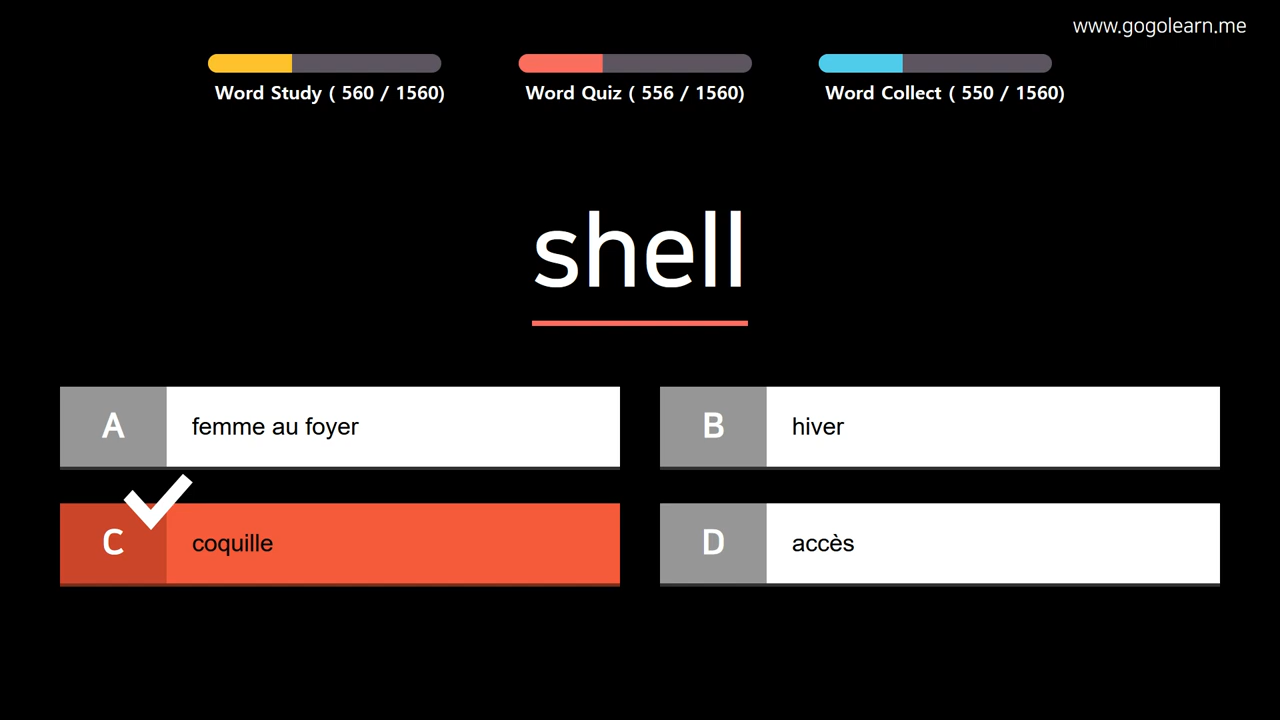 www.gogolearn.me
Word Study ( 560 / 1560)
Word Quiz ( 556 / 1560)
Word Collect ( 550 / 1560)
shell
A femme au foyer
B hiver
C coquille
D accès